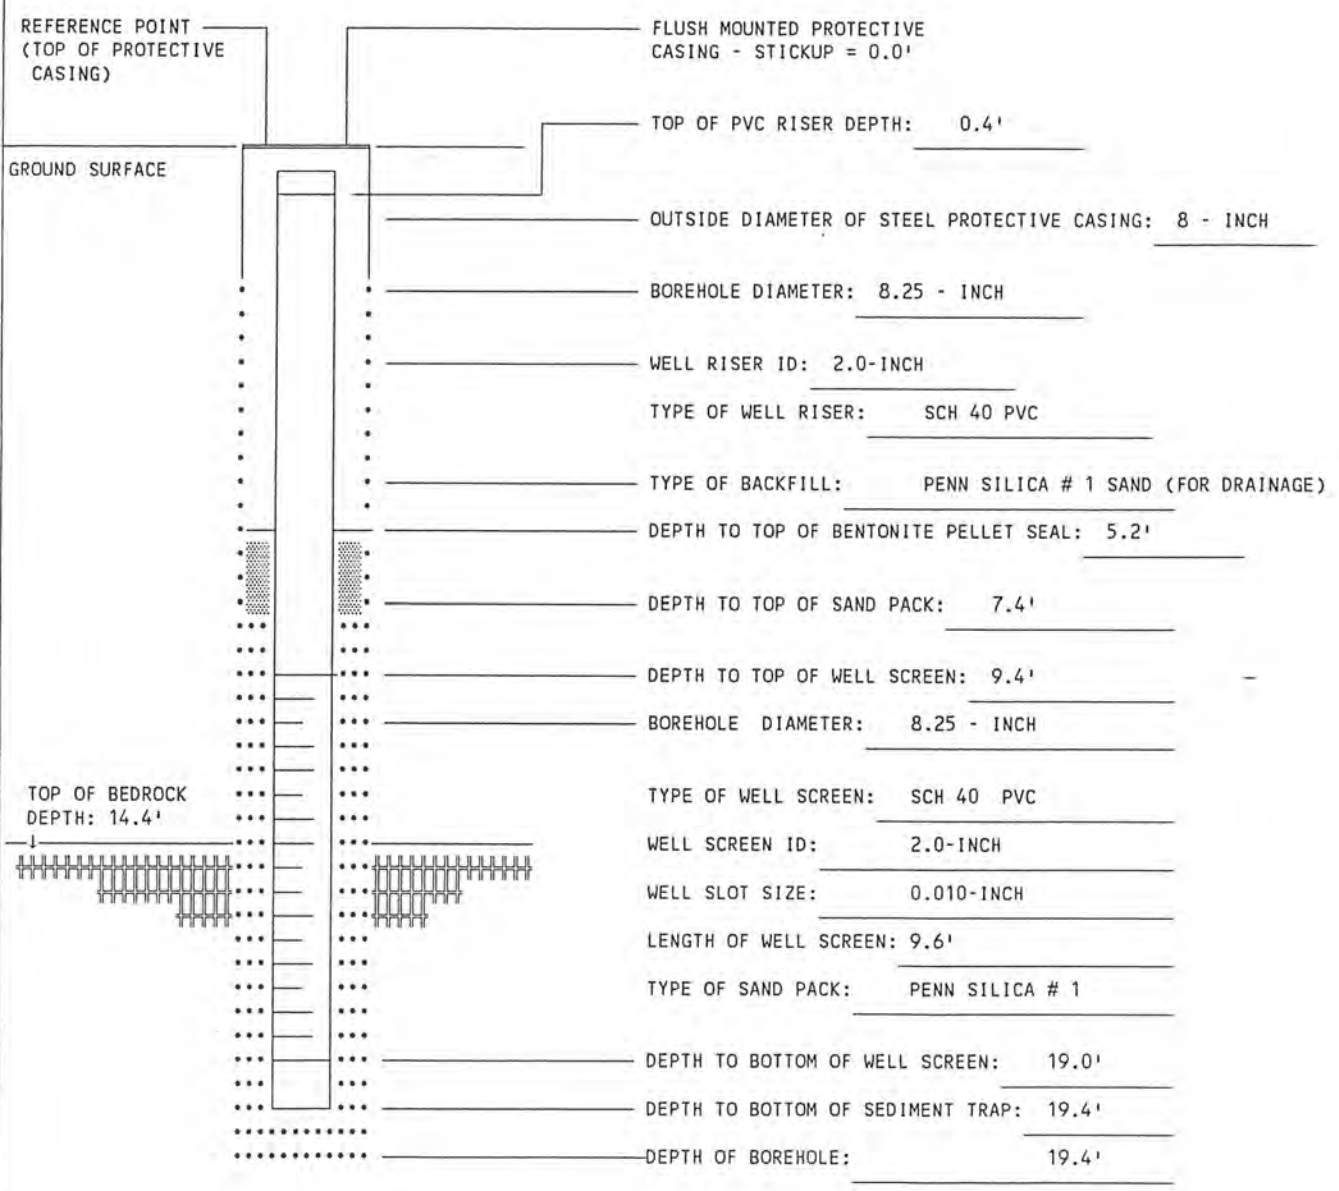 REFERENCE POINT
(TOP OF PROTECTIVE
CASING)
FLUSH MOUNTED PROTECTIVE
CASING - STICKUP = 0.0'
TOP OF PVC RISER DEPTH: 0.4'
GROUND SURFACE
OUTSIDE DIAMETER OF STEEL PROTECTIVE CASING: 8 - INCH
BOREHOLE DIAMETER: 8.25 - INCH
WELL RISER ID: 2.0-INCH
TYPE OF WELL RISER: SCH 40 PVC
TYPE OF BACKFILL: PENN SILICA # 1 SAND (FOR DRAINAGE)
DEPTH TO TOP OF BENTONITE PELLET SEAL: 5.2'
DEPTH TO TOP OF SAND PACK: 7.4'
DEPTH TO TOP OF WELL SCREEN: 9.4'
BOREHOLE DIAMETER: 8.25 - INCH
TOP OF BEDROCK
DEPTH: 14.4'
TYPE OF WELL SCREEN: SCH 40 PVC
WELL SCREEN ID: 2.0-INCH
WELL SLOT SIZE: 0.010-INCH
LENGTH OF WELL SCREEN: 9.6'
TYPE OF SAND PACK: PENN SILICA # 1
DEPTH TO BOTTOM OF WELL SCREEN: 19.0'
DEPTH TO BOTTOM OF SEDIMENT TRAP: 19.4'
DEPTH OF BOREHOLE: 19.4'